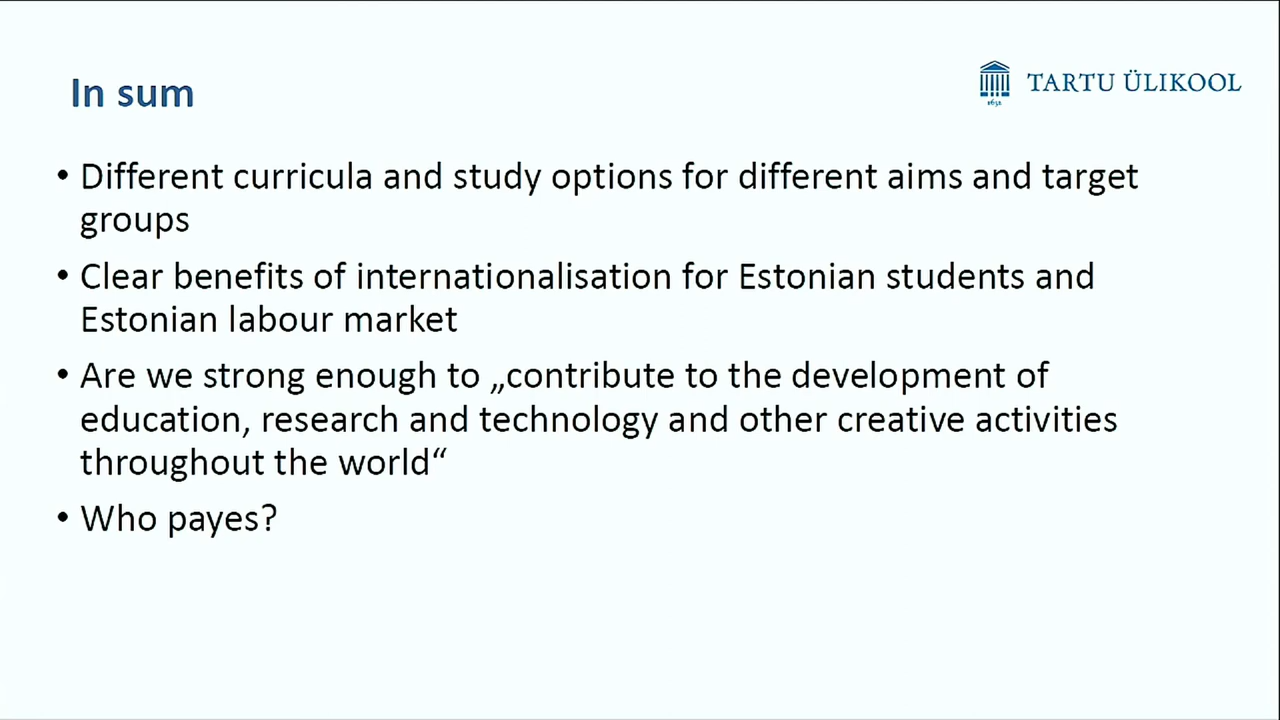 In sum
TARTU ÜLIKOOL
1632
• Different curricula and study options for different aims and target
groups
• Clear benefits of internationalisation for Estonian students and
Estonian labour market
• Are we strong enough to „contribute to the development of
education, research and technology and other creative activities
throughout the world“
• Who payes?